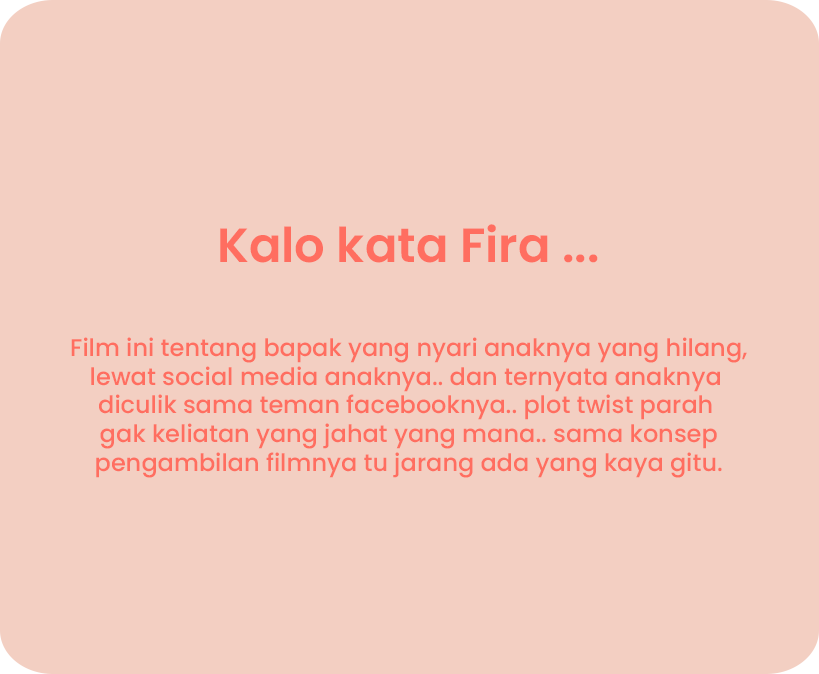 Kalo kata Fira ...
Film ini tentang bapak yang nyari anaknya yang hilang,
lewat social media anaknya.. dan ternyata anaknya
diculik sama teman facebooknya.. plot twist parah
gak keliatan yang jahat yang mana.. sama konsep
pengambilan filmnya tu jarang ada yang kaya gitu.